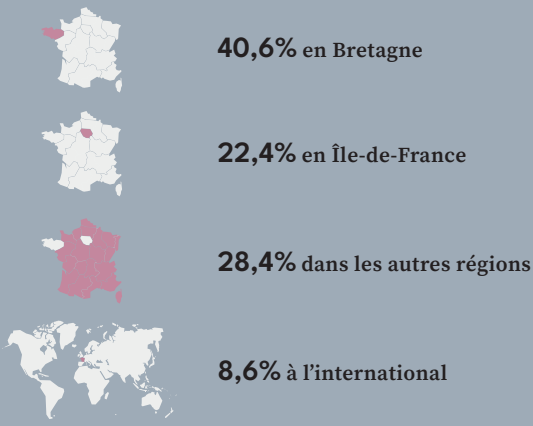 40,6% en Bretagne
22,4% en Île-de-France
28,4% dans les autres régions
8,6% à l’international